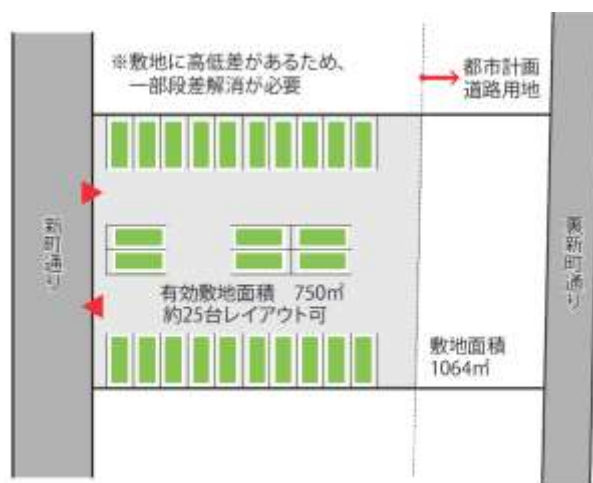 ※敷地に高低差があるため、
一部段差解消が必要
都市計画
道路用地
新町通り
裏新町通り
有効敷地面積 750㎡
約25台レイアウト可
敷地面積
1064㎡